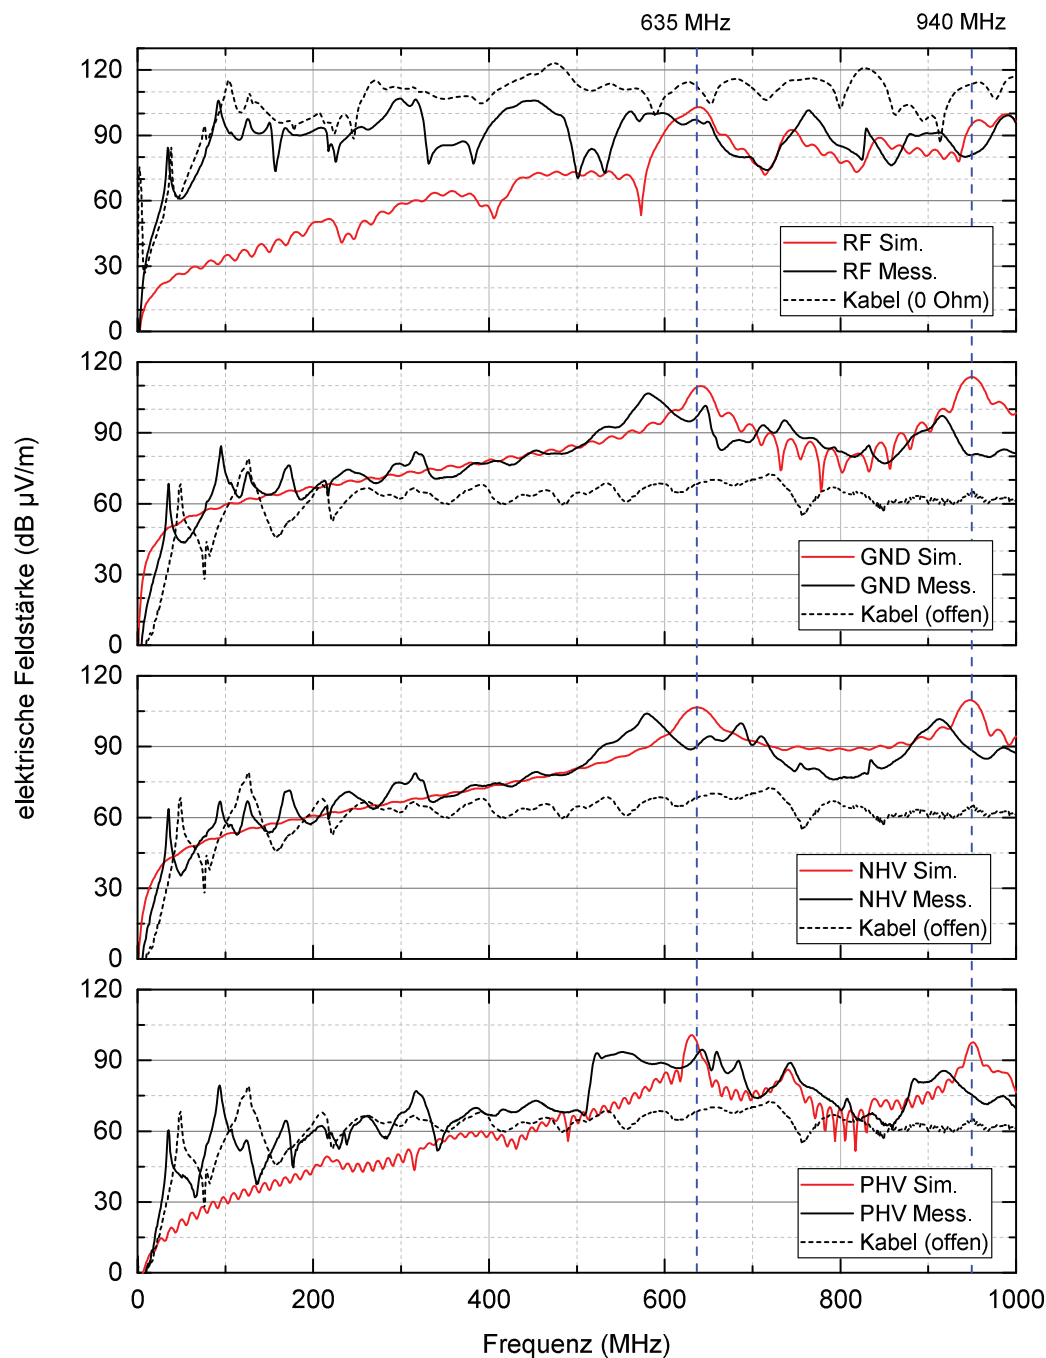 635 MHz 940 MHz
120
90
60
30
0
RF Sim.
RF Mess.
Kabel (0 Ohm)
120
90
60
30
0
GND Sim.
GND Mess.
Kabel (offen)
elektrische Feldstärke (dB µV/m)
120
90
60
30
0
NHV Sim.
NHV Mess.
Kabel (offen)
120
90
60
30
0
PHV Sim.
PHV Mess.
Kabel (offen)
0 200 400 600 800 1000
Frequenz (MHz)